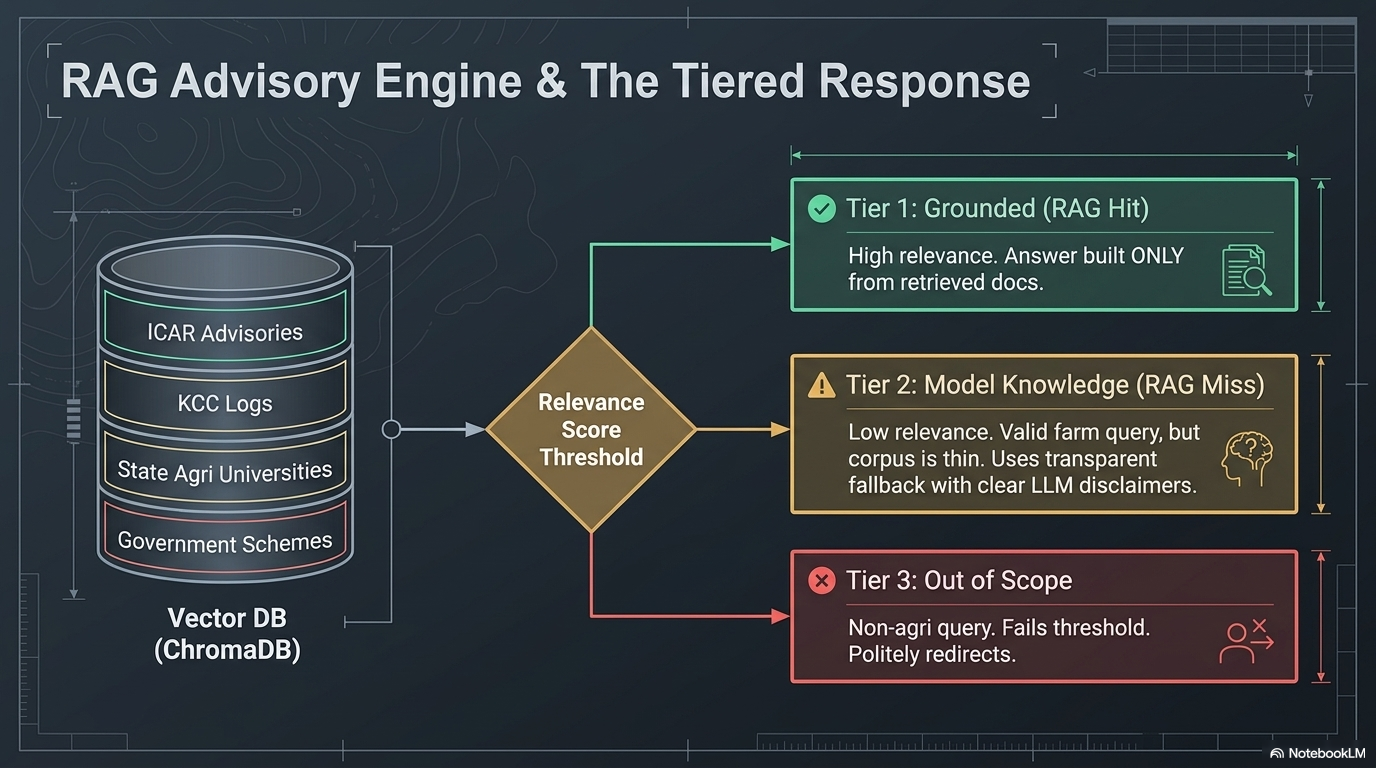 RAG Advisory Engine & The Tiered Response
ICAR Advisories
KCC Logs
State Agri Universities
Government Schemes
Vector DB
(ChromaDB)
Relevance
Score
Threshold
Tier 1: Grounded (RAG Hit)
High relevance. Answer built ONLY
from retrieved docs.
Tier 2: Model Knowledge (RAG Miss)
Low relevance. Valid farm query, but
corpus is thin. Uses transparent
fallback with clear LLM disclaimers.
Tier 3: Out of Scope
Non-agri query. Fails threshold.
Politely redirects.
NotebookLM